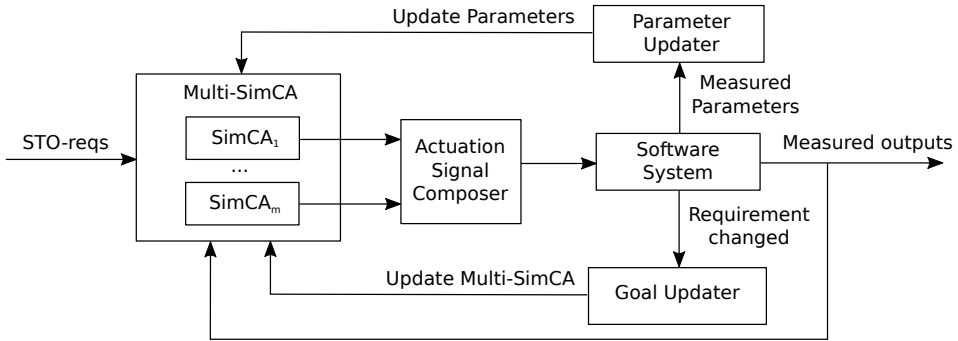 Update Parameters
Parameter
Updater
Multi-SimCA
Measured
Parameters
STO-reqs
SimCA1
...
SimCAm
Actuation
Signal
Composer
Software
System
Measured outputs
Requirement
changed
Update Multi-SimCA
Goal Updater